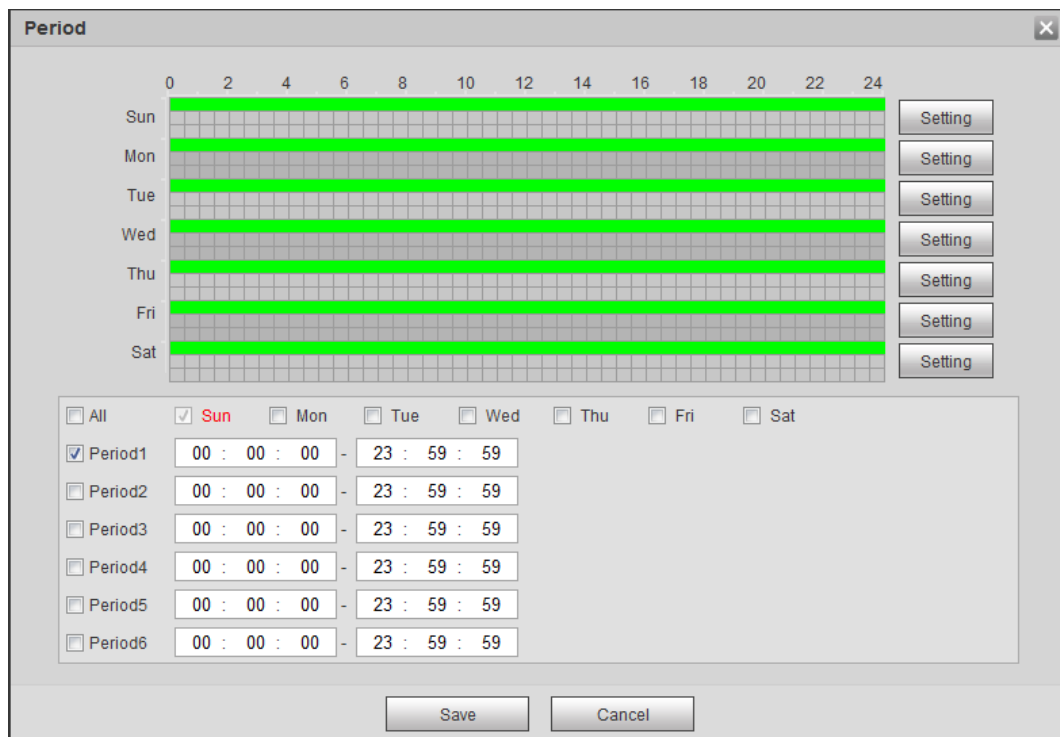 Period
0 2 4 6 8 10 12 14 16 18 20 22 24
Sun Setting
Mon Setting
Tue Setting
Wed Setting
Thu Setting
Fri Setting
Sat Setting
All Sun Mon Tue Wed Thu Fri Sat
Period1 00 : 00 : 00 - 23 : 59 : 59
Period2 00 : 00 : 00 - 23 : 59 : 59
Period3 00 : 00 : 00 - 23 : 59 : 59
Period4 00 : 00 : 00 - 23 : 59 : 59
Period5 00 : 00 : 00 - 23 : 59 : 59
Period6 00 : 00 : 00 - 23 : 59 : 59
Save Cancel